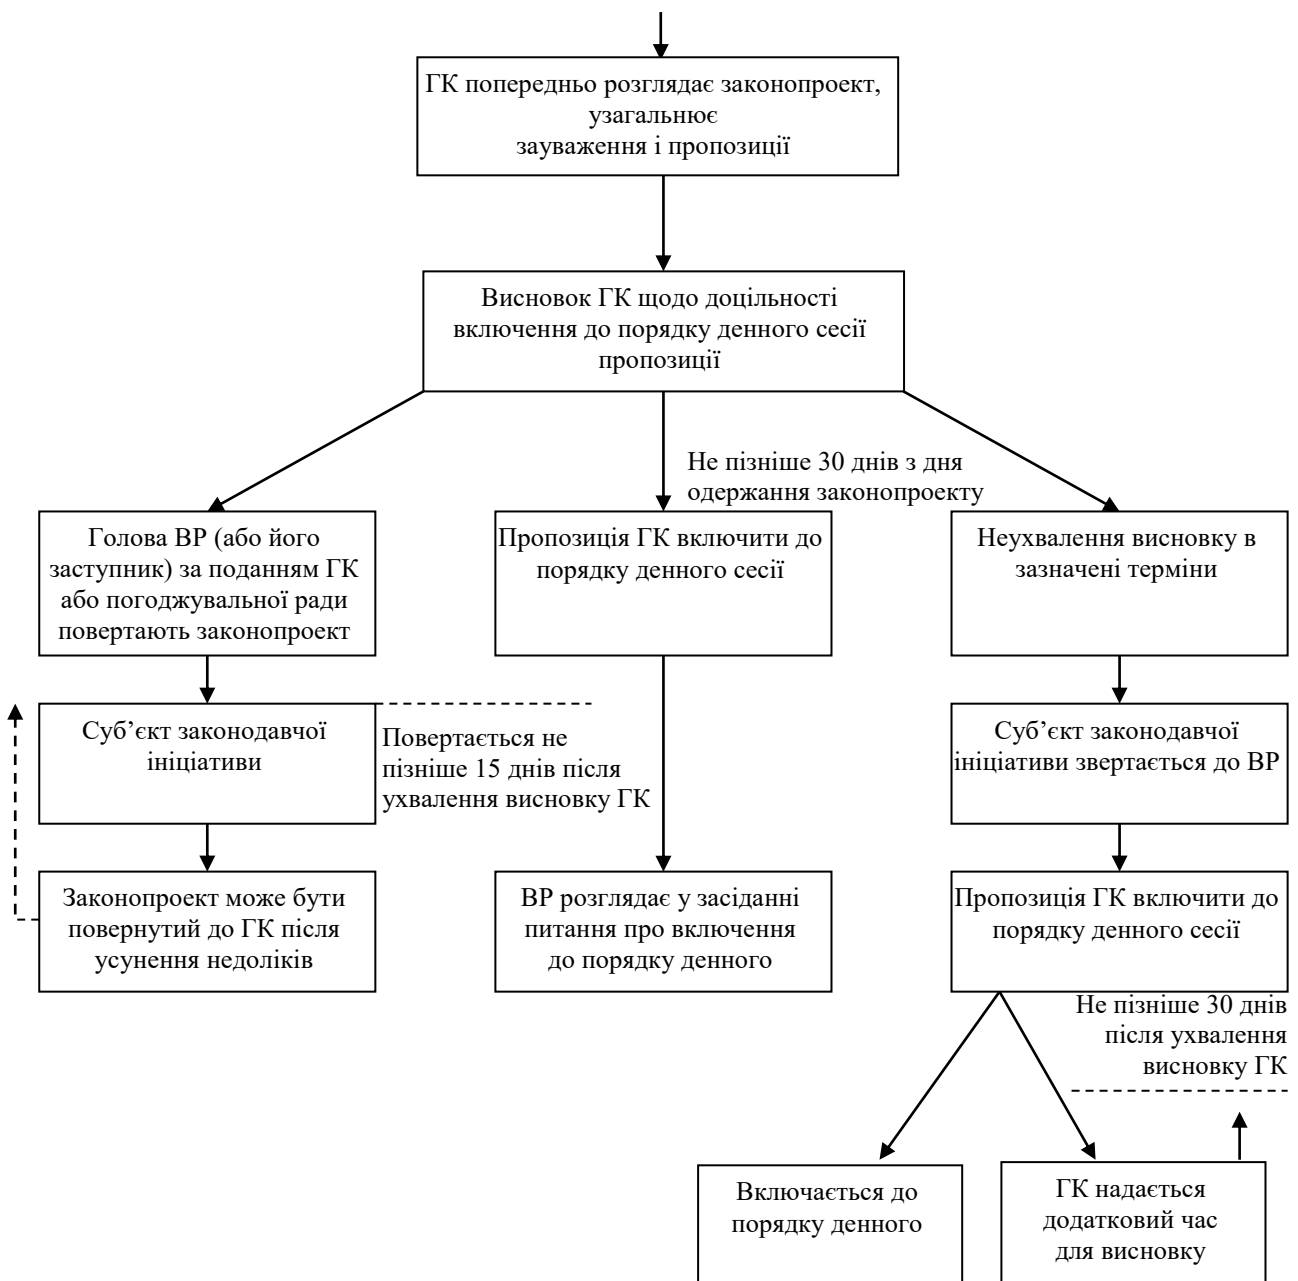 ГК попередньо розглядає законопроект,
узагальнює
зауваження і пропозиції
Висновок ГК щодо доцільності
включення до порядку денного сесії
пропозиції
Не пізніше 30 днів з дня
одержання законопроекту
Голова ВР (або його
заступник) за поданням ГК
або погоджувальної ради
повертають законопроект
Пропозиція ГК включити до
порядку денного сесії
Неухвалення висновку в
зазначені терміни
Суб’єкт законодавчої
ініціативи
Повертається не
пізніше 15 днів після
ухвалення висновку ГК
Суб’єкт законодавчої
ініціативи звертається до ВР
Законопроект може бути
повернутий до ГК після
усунення недоліків
ВР розглядає у засіданні
питання про включення
до порядку денного
Пропозиція ГК включити до
порядку денного сесії
Не пізніше 30 днів
після ухвалення
висновку ГК
Включається до
порядку денного
ГК надається
додатковий час
для висновку